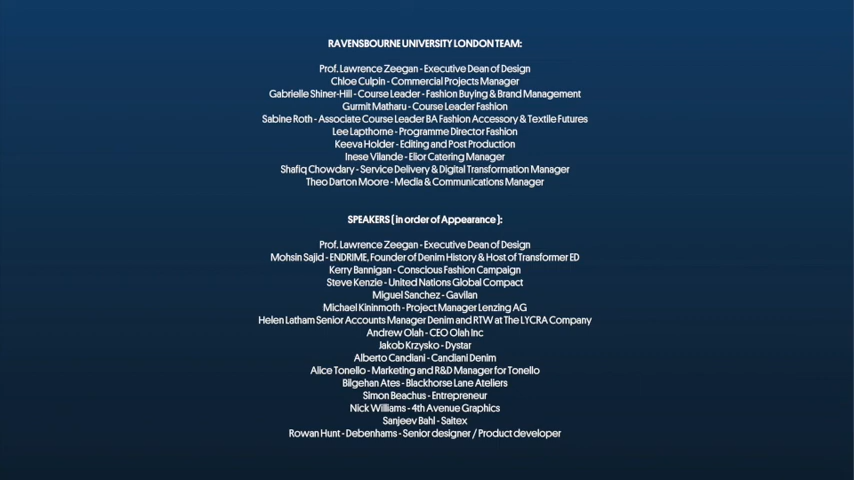 RAVENSBOURNE UNIVERSITY LONDON TEAM:
Prof. Lawrence Zeegan - Executive Dean of Design
Chloe Culpin - Commercial Projects Manager
Gabrielle Shiner-Hill - Course Leader - Fashion Buying & Brand Management
Gurmit Matharu - Course Leader Fashion
Sabine Roth - Associate Course Leader BA Fashion Accessory & Textile Futures
Lee Lapthorne - Programme Director Fashion
Keeva Holder - Editing and Post Production
Inese Vilande - Elior Catering Manager
Shafiq Chowdary - Service Delivery & Digital Transformation Manager
Theo Darton Moore - Media & Communications Manager
SPEAKERS ( in order of Appearance ):
Prof. Lawrence Zeegan - Executive Dean of Design
Mohsin Sajid - ENDRIME, Founder of Denim History & Host of Transformer ED
Kerry Bannigan - Conscious Fashion Campaign
Steve Kenzie - United Nations Global Compact
Miguel Sanchez - Gavilan
Michael Kininmoth - Project Manager Lenzing AG
Helen Latham Senior Accounts Manager Denim and RTW at The LYCRA Company
Andrew Olah - CEO Olah Inc
Jakob Krzysko - Dystar
Alberto Candiani - Candiani Denim
Alice Tonello - Marketing and R&D Manager for Tonello
Bilgehan Ates - Blackhorse Lane Ateliers
Simon Beachus - Entrepreneur
Nick Williams - 4th Avenue Graphics
Sanjeev Bahl - Saitex
Rowan Hunt - Debenhams - Senior designer / Product developer